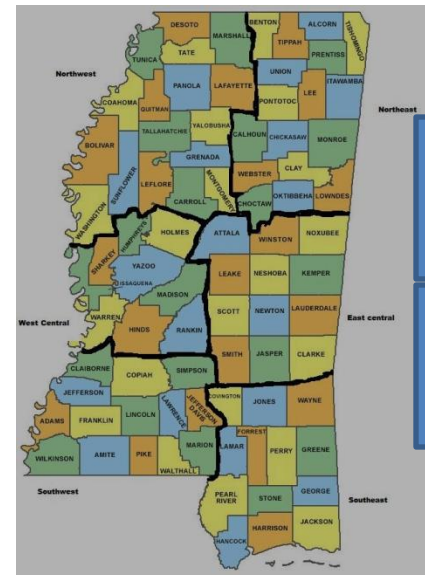 DESOTO
BENTON
ALCORN
TISHOMINGO
MARSHALL
TIPPAH
TUNICA
TATE
PRENTISS
Northwest
UNION
PANOLA
LAFAYETTE
ITAWAMBA
COAHOMA
LEE
QUITMAN
PONTOTOC
Northeast
YALOBUSHA
TALLAHATCHIE
CALHOUN
CHICKASAW
MONROE
BOLIVAR
GRENADA
SUNFLOWER
CLAY
WEBSTER
LEFLORE
MONTGOMERY
CARROLL
OKTIBBEHA
LOWNDES
CHOCTAW
WASHINGTON
HUMPHREYS
HOLMES
ATTALA
WINSTON
NOXUBEE
SHARKEY
YAZOO
LEAKE
NESHOBA
KEMPER
ISSAQUENA
MADISON
WARREN
SCOTT
NEWTON
LAUDERDALE
West Central
East central
HINDS
RANKIN
SMITH
JASPER
CLARKE
CLAIBORNE
COPIAH
SIMPSON
JEFFERSON
COVINGTON
JONES
WAYNE
LINCOLN
LAWRENCE
JEFFERSON
DAVIS
ADAMS
FRANKLIN
FORREST
MARION
LAMAR
PERRY
GREENE
WILKINSON
AMITE
PIKE
WALTHALL
PEARL
RIVER
STONE
GEORGE
Southwest
Southeast
HARRISON
JACKSON
HANCOCK